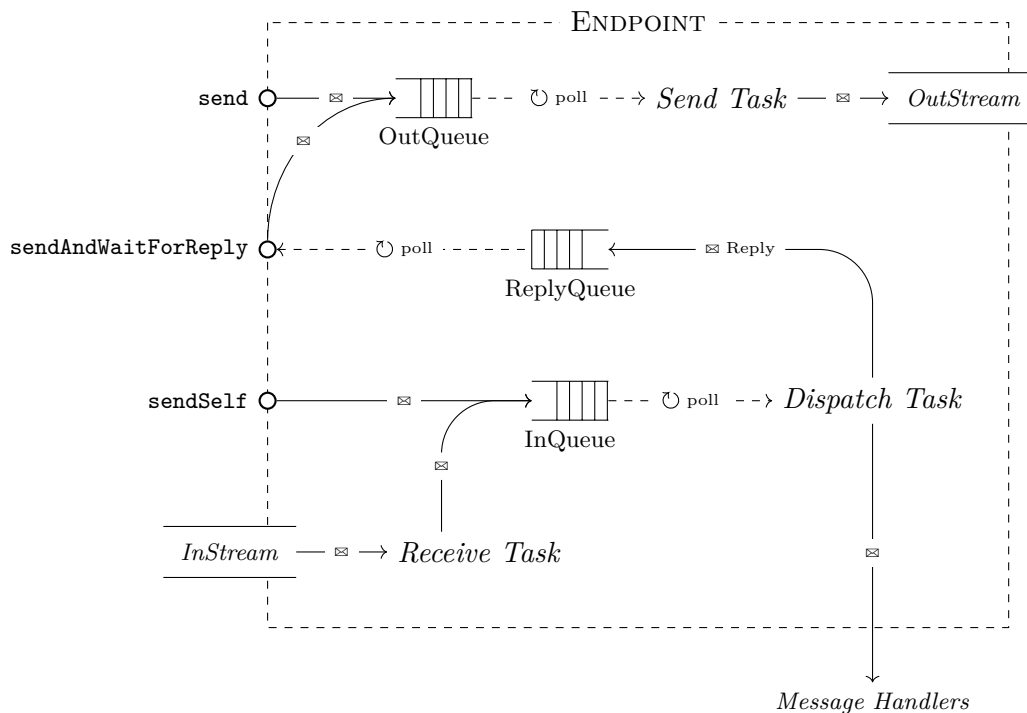 ENDPOINT
send
poll
Send Task
OutStream
OutQueue
sendAndWaitForReply
poll
Reply
ReplyQueue
sendSelf
poll
Dispatch Task
InQueue
InStream
Receive Task
Message Handlers